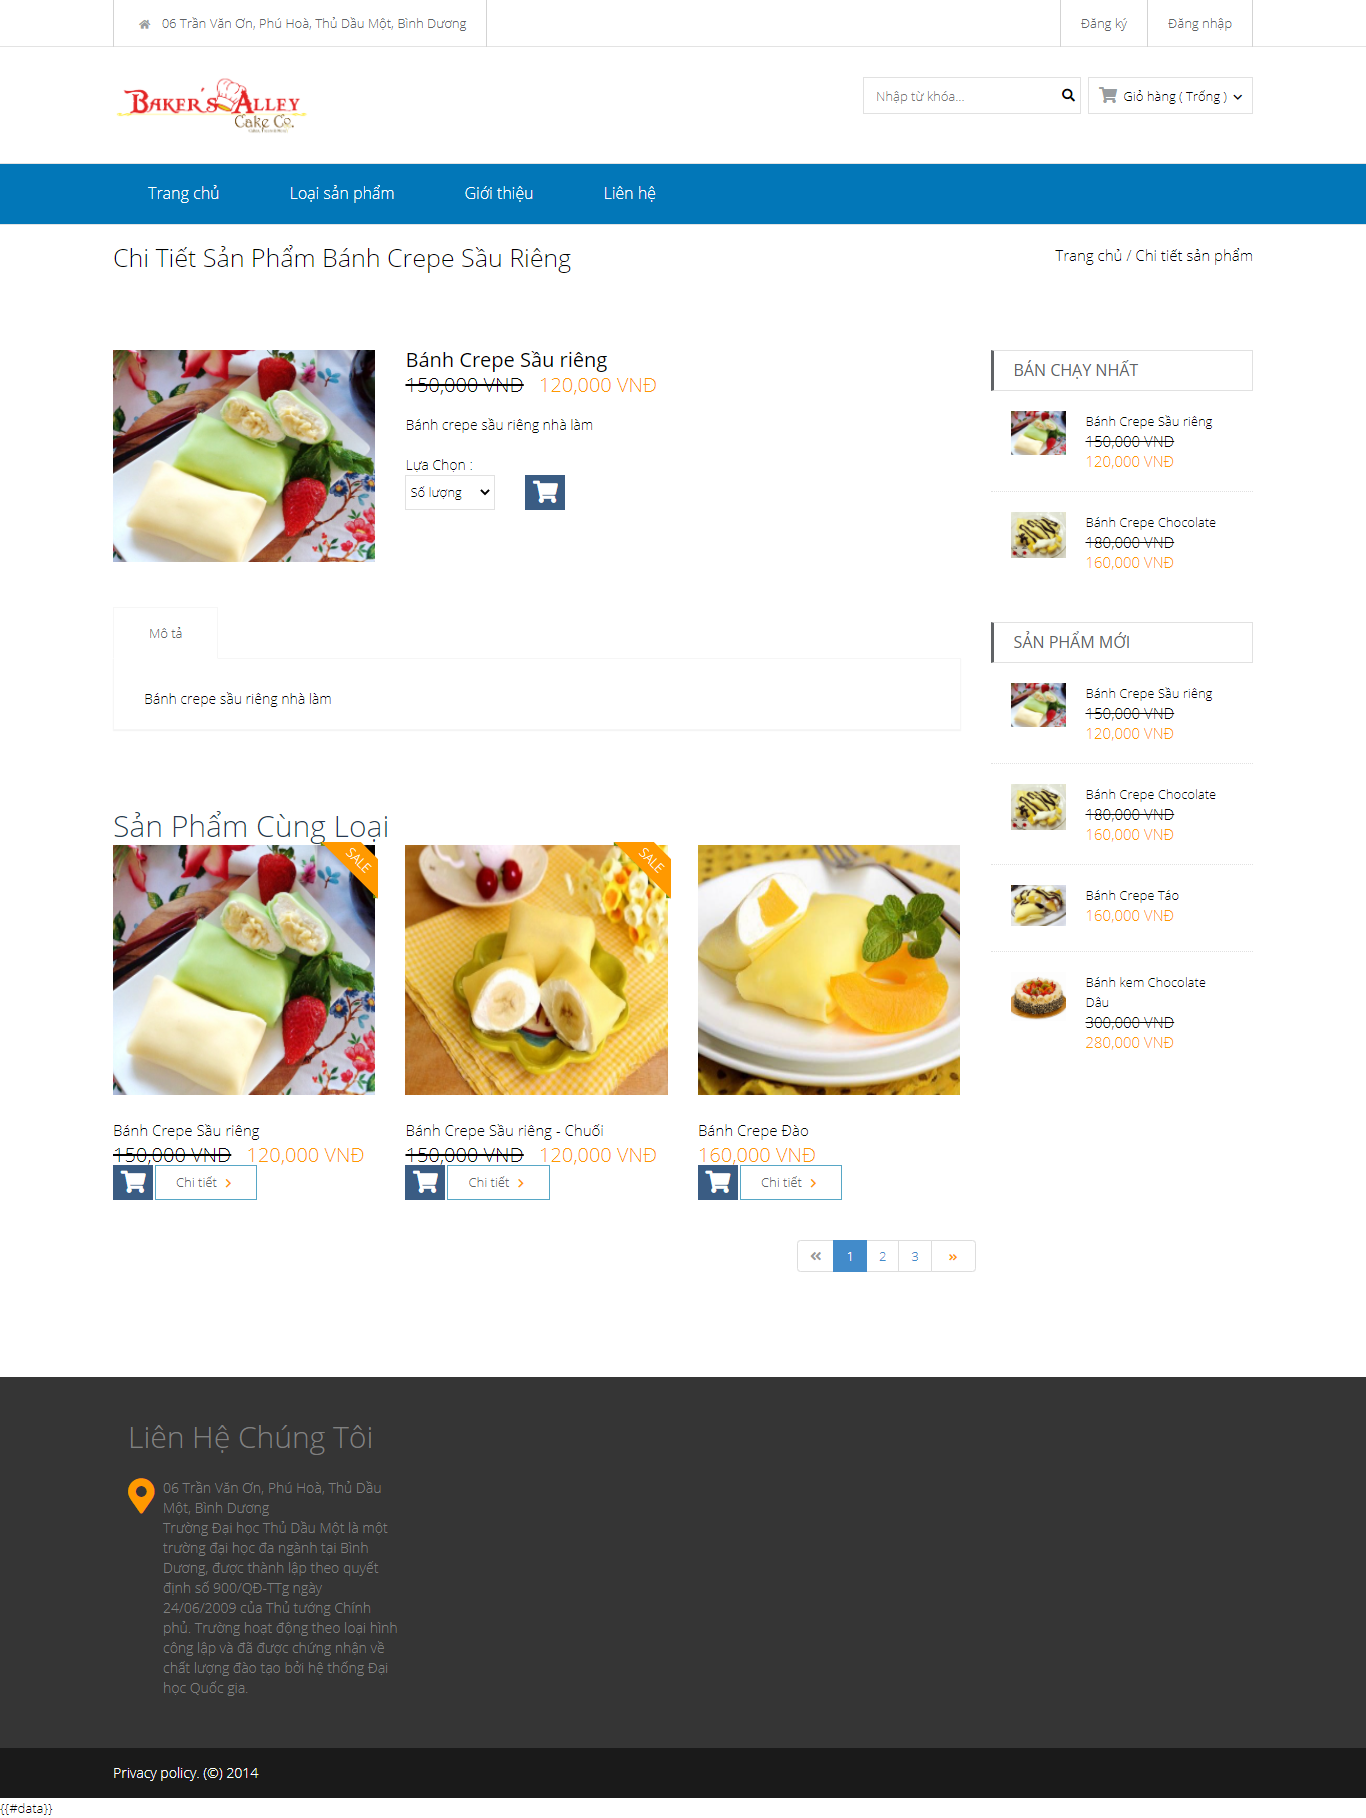 06 Trần Văn Ơn, Phú Hoà, Thủ Dầu Một, Bình Dương
Đăng ký
Đăng nhập
BAKER'S ALLEY
Cake Co.
Nhập từ khóa...
Giỏ hàng ( Trống )
Trang chủ
Loại sản phẩm
Giới thiệu
Liên hệ
Chi Tiết Sản Phẩm Bánh Crepe Sầu Riêng
Trang chủ / Chi tiết sản phẩm
Bánh Crepe Sầu riêng
150,000 VNĐ 120,000 VNĐ
Bánh crepe sầu riêng nhà làm
Lựa Chọn :
Số lượng
Mô tả
Bánh crepe sầu riêng nhà làm
BÁN CHẠY NHẤT
Bánh Crepe Sầu riêng
150,000 VNĐ
120,000 VNĐ
Bánh Crepe Chocolate
180,000 VNĐ
160,000 VNĐ
SẢN PHẨM MỚI
Bánh Crepe Sầu riêng
150,000 VNĐ
120,000 VNĐ
Bánh Crepe Chocolate
180,000 VNĐ
160,000 VNĐ
Bánh Crepe Táo
160,000 VNĐ
Bánh kem Chocolate
Dâu
300,000 VNĐ
280,000 VNĐ
Sản Phẩm Cùng Loại
SALE
SALE
Bánh Crepe Sầu riêng
150,000 VNĐ 120,000 VNĐ
Chi tiết
Bánh Crepe Sầu riêng - Chuối
150,000 VNĐ 120,000 VNĐ
Chi tiết
Bánh Crepe Đào
160,000 VNĐ
Chi tiết
« 1 2 3 »
Liên Hệ Chúng Tôi
06 Trần Văn Ơn, Phú Hoà, Thủ Dầu
Một, Bình Dương
Trường Đại học Thủ Dầu Một là một
trường đại học đa ngành tại Bình
Dương, được thành lập theo quyết
định số 900/QĐ-TTg ngày
24/06/2009 của Thủ tướng Chính
phủ. Trường hoạt động theo loại hình
công lập và đã được chứng nhận về
chất lượng đào tạo bởi hệ thống Đại
học Quốc gia.
Privacy policy. (©) 2014
{{#data}}